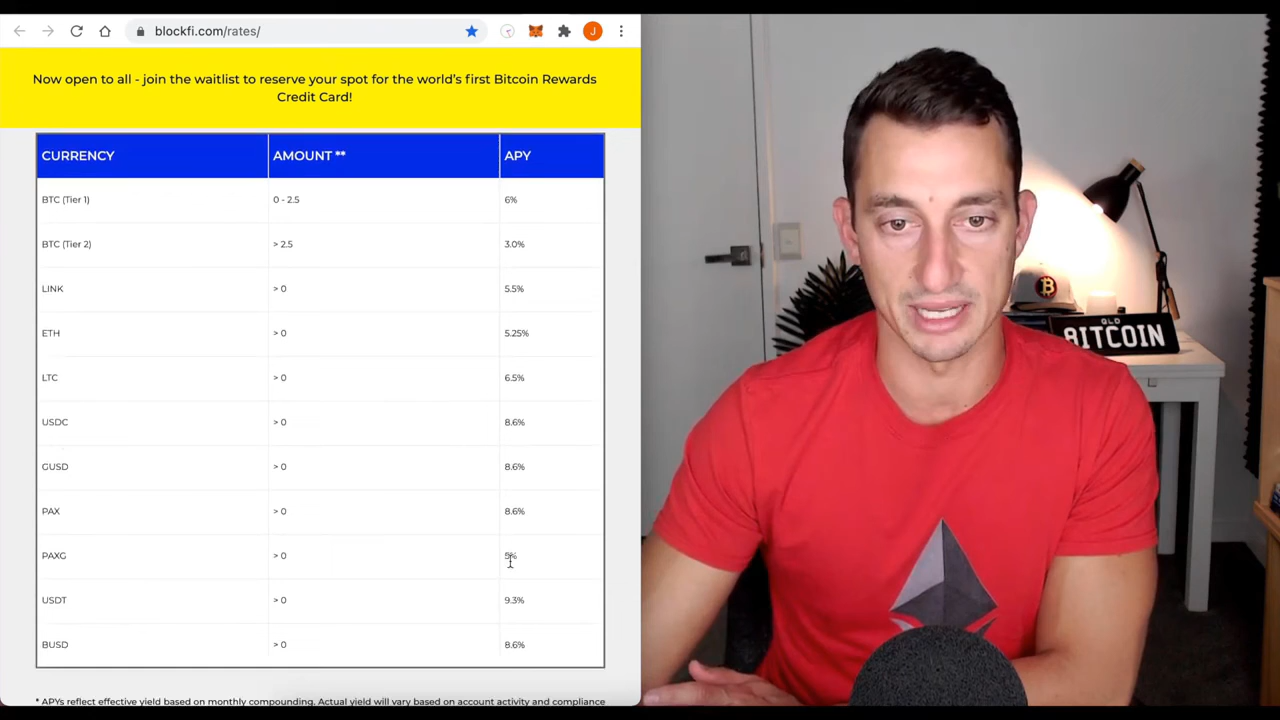 blockfi.com/rates/
J
Now open to all - join the waitlist to reserve your spot for the world's first Bitcoin Rewards
Credit Card!
CURRENCY AMOUNT ** APY
BTC (Tier 1) 0 - 2.5 6%
BTC (Tier 2) > 2.5 3.0%
LINK > 0 5.5%
ETH > 0 5.25%
LTC > 0 6.5%
USDC > 0 8.6%
GUSD > 0 8.6%
PAX > 0 8.6%
PAXG > 0 5%
USDT > 0 9.3%
BUSD > 0 8.6%
* APYs reflect effective yield based on monthly compounding. Actual yield will vary based on account activity and compliance
QLD
BITCOIN